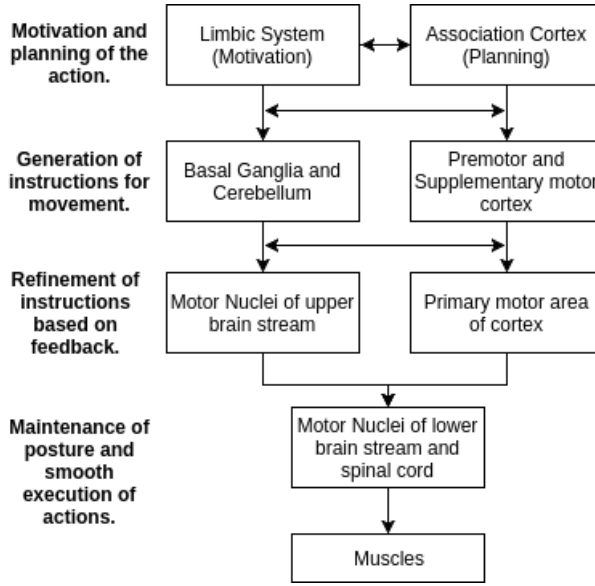 Motivation and
planning of the
action.
Limbic System
(Motivation)
Association Cortex
(Planning)
Generation of
instructions for
movement.
Basal Ganglia and
Cerebellum
Premotor and
Supplementary motor
cortex
Refinement of
instructions
based on
feedback.
Motor Nuclei of upper
brain stream
Primary motor area
of cortex
Maintenance of
posture and
smooth
execution of
actions.
Motor Nuclei of lower
brain stream and
spinal cord
Muscles